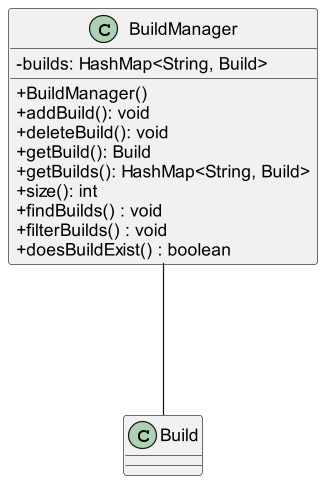 C BuildManager
-builds: HashMap<String, Build>
+BuildManager()
+addBuild(): void
+deleteBuild(): void
+getBuild(): Build
+getBuilds(): HashMap<String, Build>
+size(): int
+findBuilds() : void
+filterBuilds() : void
+doesBuildExist() : boolean
C Build